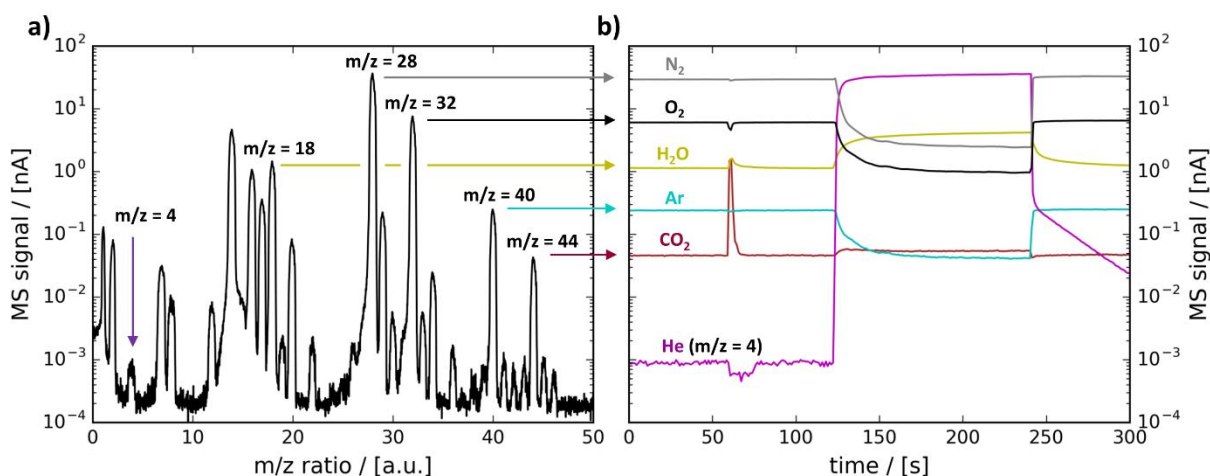 a)
10²
10¹
10⁰
10⁻¹
10⁻²
10⁻³
10⁻⁴
MS signal / [nA]
m/z = 28
m/z = 32
m/z = 18
m/z = 4
m/z = 40
m/z = 44
0
10
20
30
40
50
m/z ratio / [a.u.]
b)
N₂
O₂
H₂O
Ar
CO₂
He (m/z = 4)
0
50
100
150
200
250
300
time / [s]
10²
10¹
10⁰
10⁻¹
10⁻²
10⁻³
10⁻⁴
MS signal / [nA]